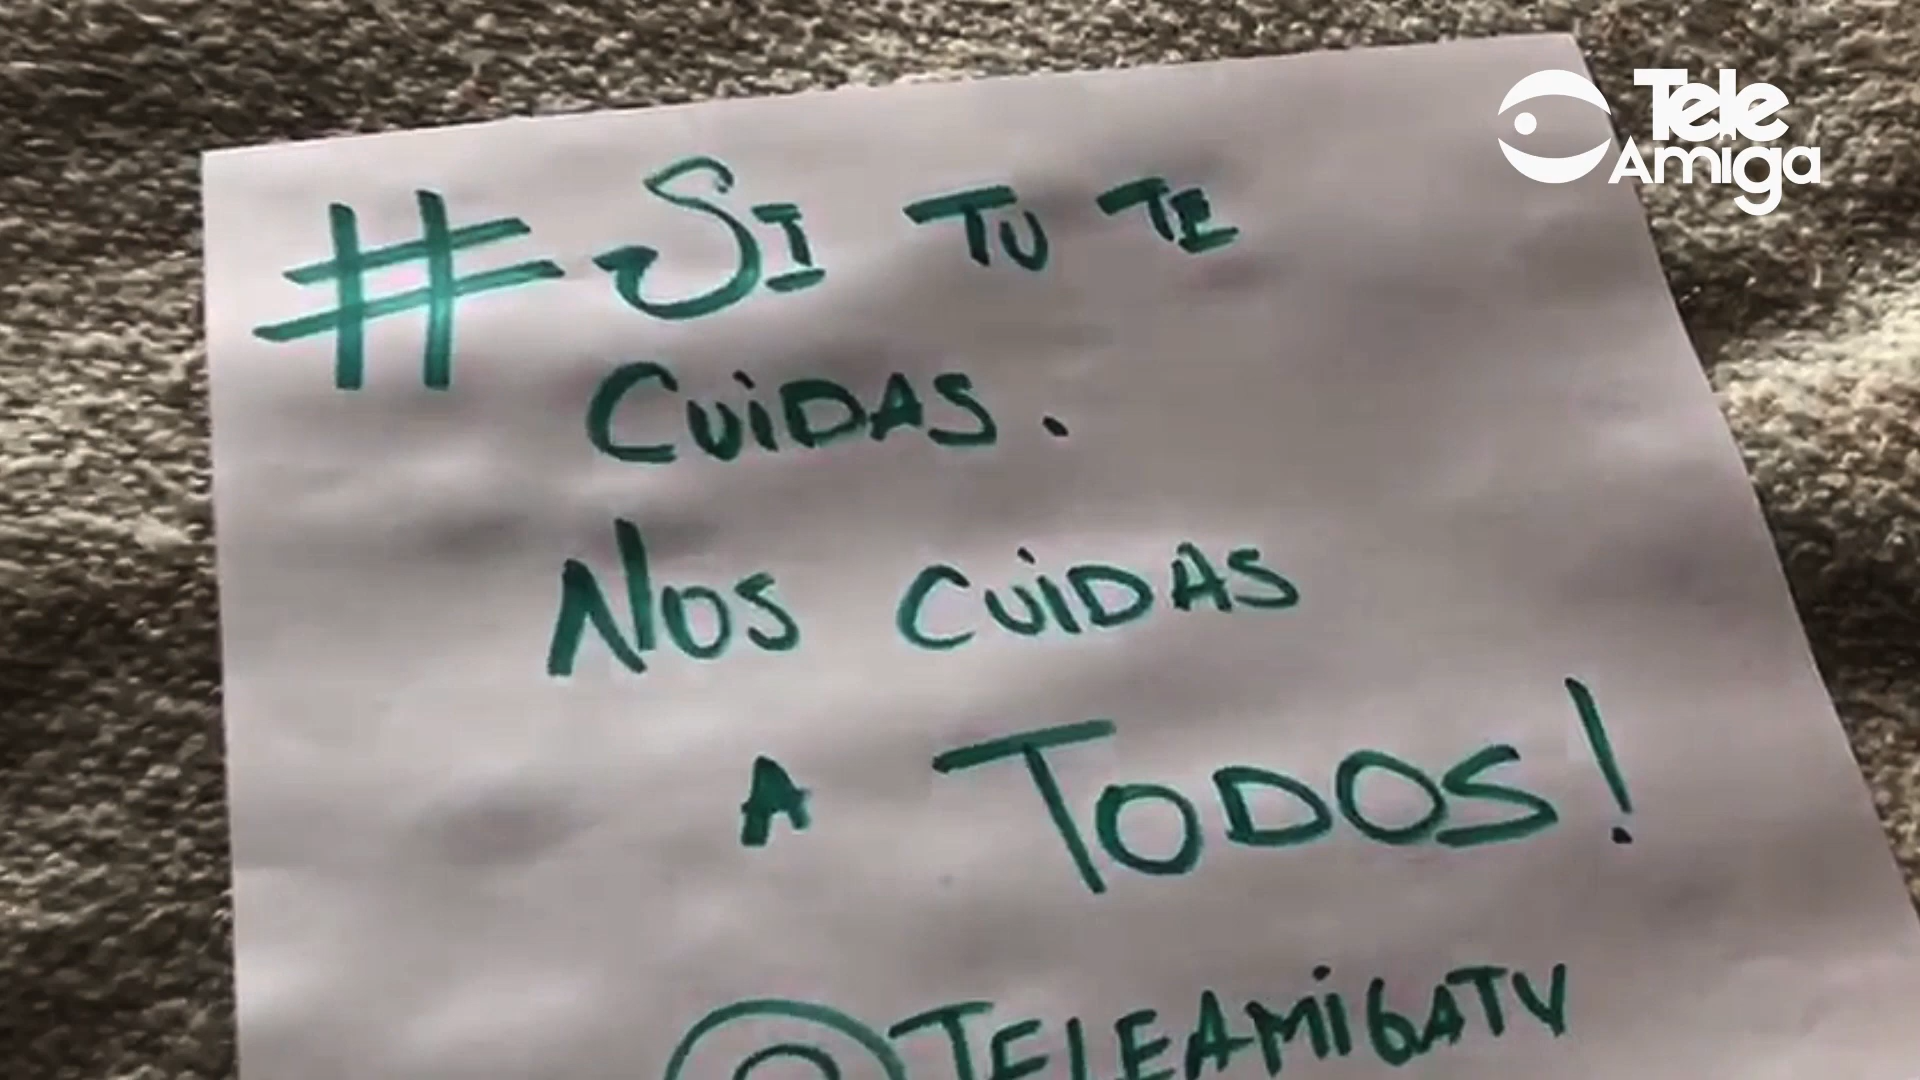 Tele
Amiga
# SI TU TE
CUIDAS.
NOS CUIDAS
A TODOS!
@TELEAMIGATV